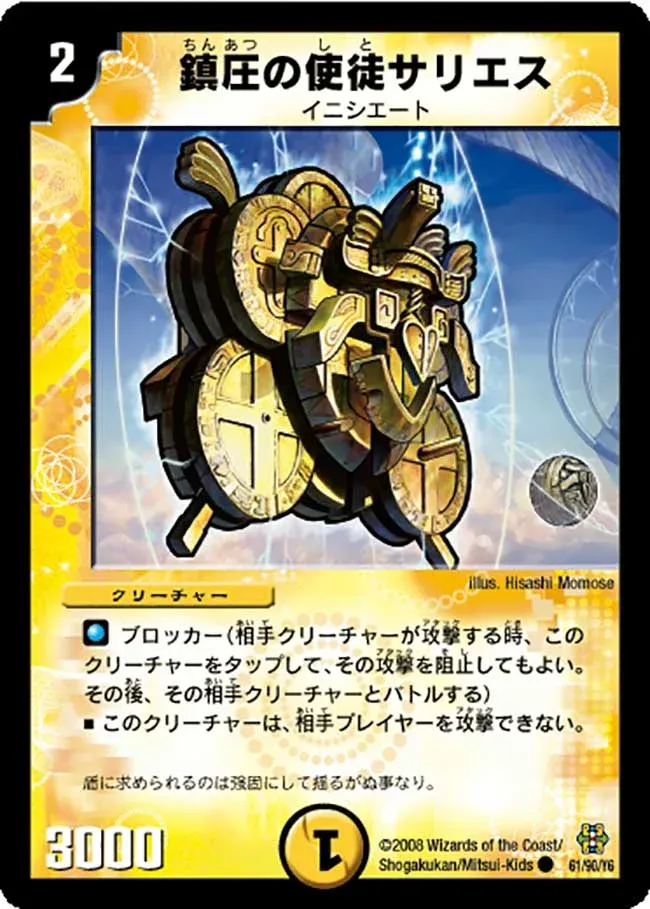 2
ちんあつ しと
鎮圧の使徒サリエス
イニシエート
illus. Hisashi Momose
クリーチャー
ブロッカー(相手クリーチャーが攻撃する時、この
クリーチャーをタップして、その攻撃を阻止してもよい。
その後、その相手クリーチャーとバトルする)
■ このクリーチャーは、相手プレイヤーを攻撃できない。
盾に求められるのは強固にして揺るがぬ事なり。
3000
1
©2008 Wizards of the Coast/
Shogakukan/Mitsui-Kids ● 61/90/Y6